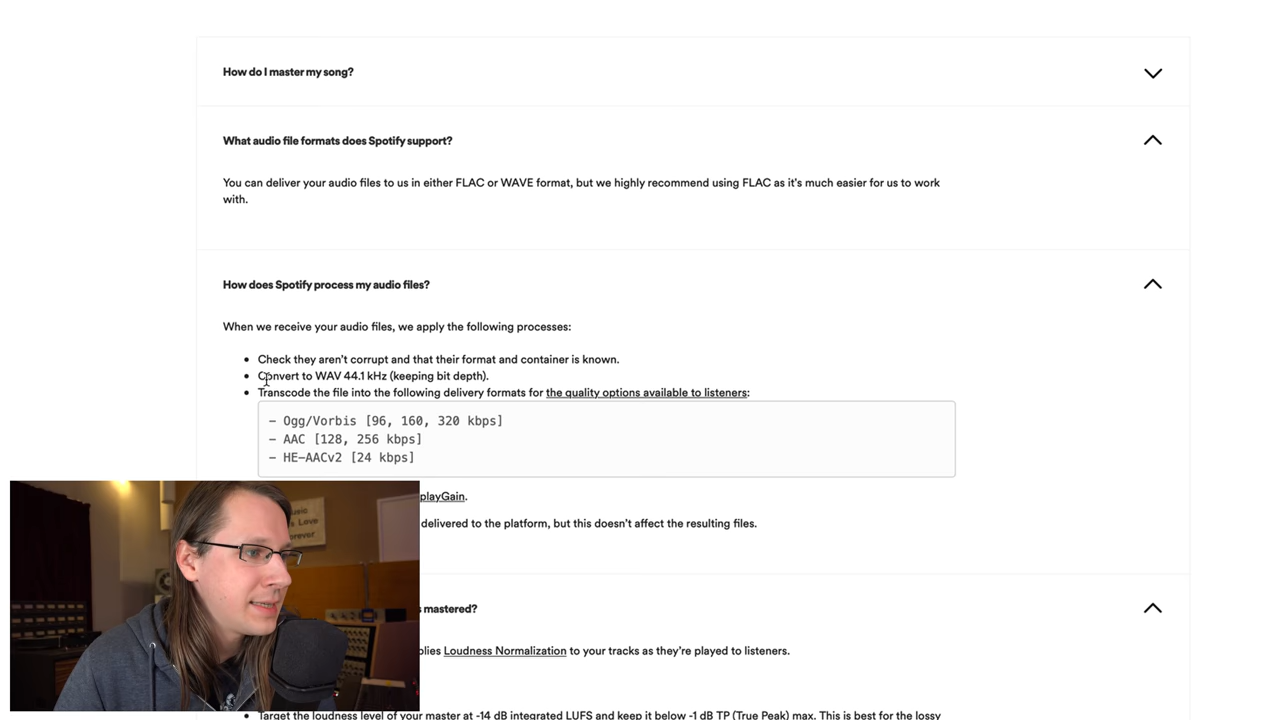 How do I master my song?
What audio file formats does Spotify support?
You can deliver your audio files to us in either FLAC or WAVE format, but we highly recommend using FLAC as it's much easier for us to work
with.
How does Spotify process my audio files?
When we receive your audio files, we apply the following processes:
• Check they aren't corrupt and that their format and container is known.
• Convert to WAV 44.1 kHz (keeping bit depth).
• Transcode the file into the following delivery formats for the quality options available to listeners:
– Ogg/Vorbis [96, 160, 320 kbps]
– AAC [128, 256 kbps]
– HE-AACv2 [24 kbps]
playGain.
delivered to the platform, but this doesn't affect the resulting files.
s mastered?
plies Loudness Normalization to your tracks as they're played to listeners.
• Target the loudness level of your master at -14 dB integrated LUFS and keep it below -1 dB TP (True Peak) max. This is best for the lossy
usic
s Love
orever